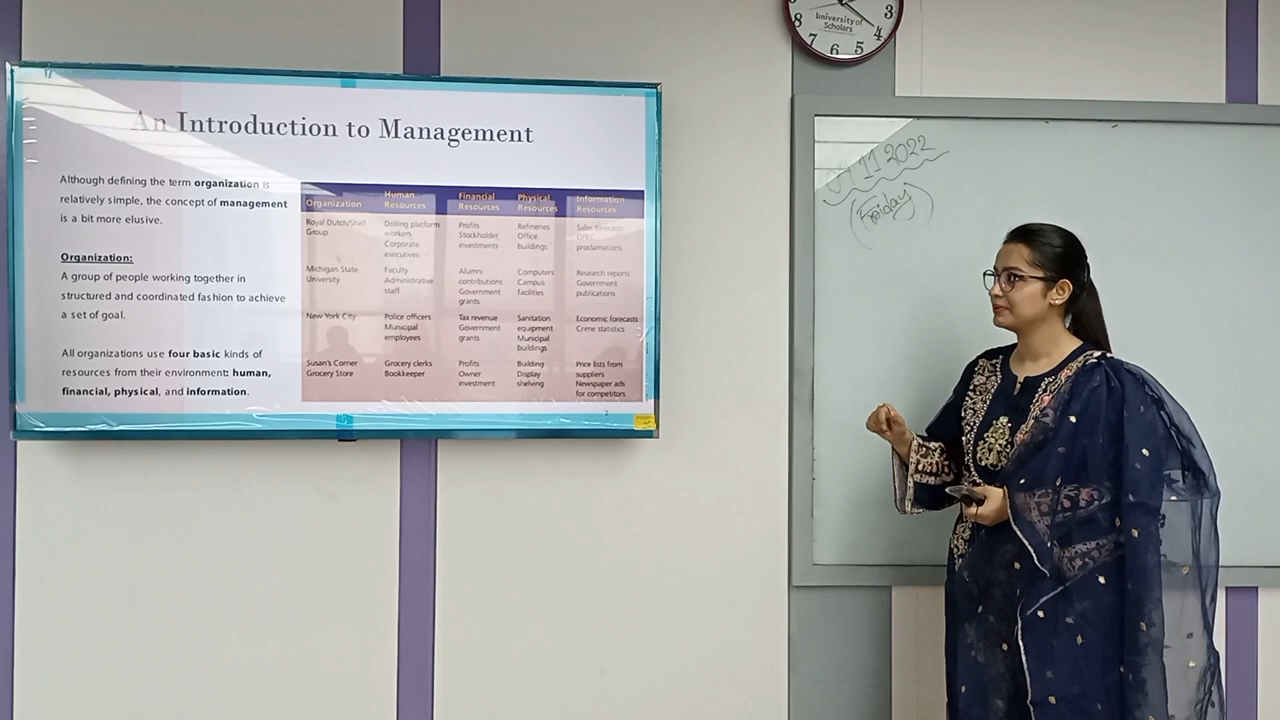 An Introduction to Management
Although defining the term organization is
relatively simple, the concept of management
is a bit more elusive.
Organization:
A group of people working together in
structured and coordinated fashion to achieve
a set of goal.
All organizations use four basic kinds of
resources from their environment: human,
financial, physical, and information.
Organization
Human
Resources
Financial
Resources
Physical
Resources
Information
Resources
Royal Dutch/Shell
Group
Drilling platform
workers
Corporate
executives
Profits
Stockholder
investments
Refineries
Office
buildings
Sales forecasts
proclamations
Michigan State
University
Faculty
Administrative
staff
Alumni
contributions
Government
grants
Computers
Campus
facilities
Research reports
Government
publications
New York City
Police officers
Municipal
employees
Tax revenue
Government
grants
Sanitation
equipment
Municipal
buildings
Economic forecasts
Crime statistics
Susan's Corner
Grocery Store
Grocery clerks
Bookkeeper
Profits
Owner
investment
Building
Display
shelving
Price lists from
suppliers
Newspaper ads
for competitors
2
University of
Scholars
3
4
5
6
7
8
11 2022
(Friday)